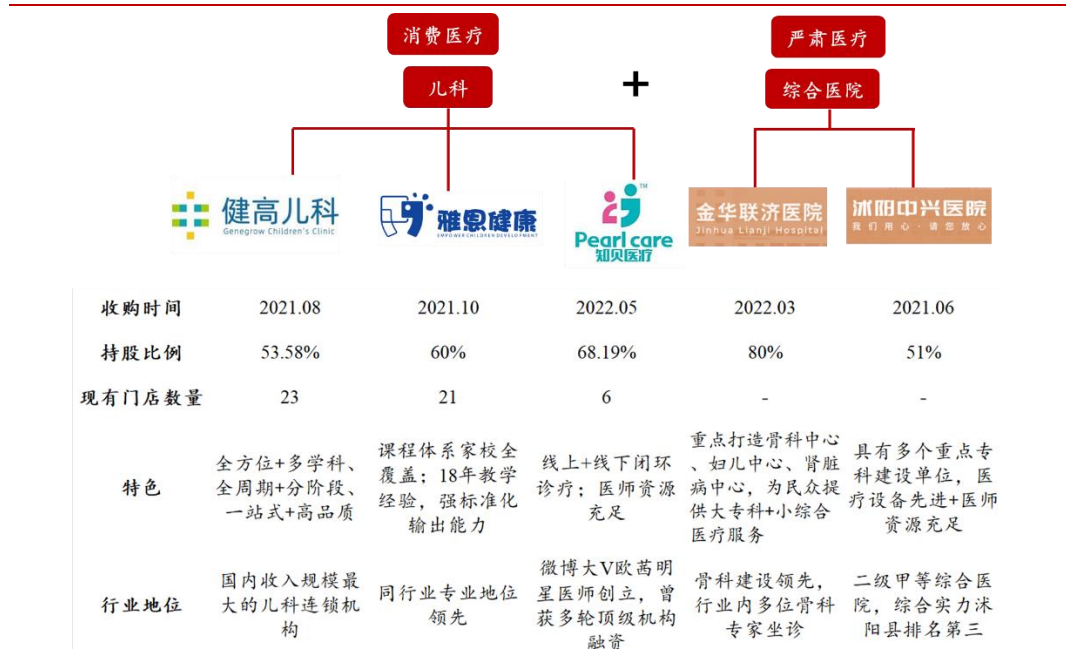 消费医疗
严肃医疗
儿科
+
综合医院
健高儿科
Genegrow Children's Clinic
雅恩健康
EMPOWER CHILDREN DEVELOPMENT
TM
Pearl care
知贝医疗
金华联济医院
Jinhua Lianji Hospital
沭阳中兴医院
我们用心·请您放心
收购时间 2021.08 2021.10 2022.05 2022.03 2021.06
持股比例 53.58% 60% 68.19% 80% 51%
现有门店数量 23 21 6 - -
特色
全方位+多学科、
全周期+分阶段、
一站式+高品质
课程体系家校全
覆盖；18年教学
经验，强标准化
输出能力
线上+线下闭环
诊疗；医师资源
充足
重点打造骨科中心
、妇儿中心、肾脏
病中心，为民众提
供大专科+小综合
医疗服务
具有多个重点专
科建设单位，医
疗设备先进+医师
资源充足
行业地位
国内收入规模最
大的儿科连锁机
构
同行业专业地位
领先
微博大V欧茜明
星医师创立，曾
获多轮顶级机构
融资
骨科建设领先，
行业内多位骨科
专家坐诊
二级甲等综合医
院，综合实力沭
阳县排名第三